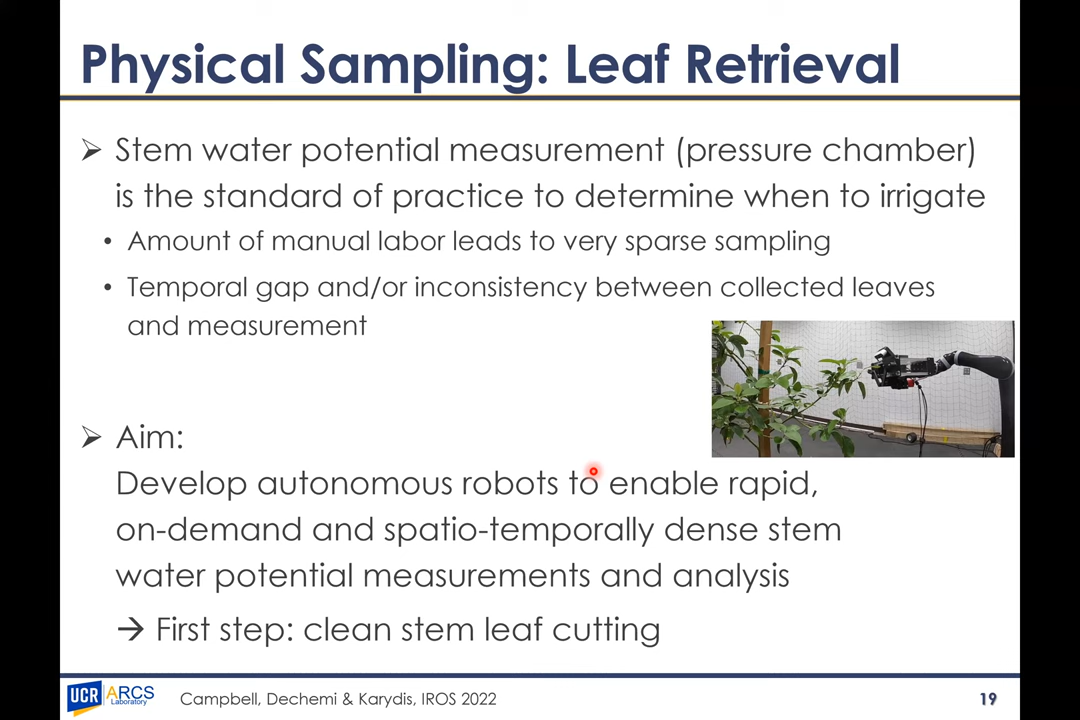 Physical Sampling: Leaf Retrieval
➤ Stem water potential measurement (pressure chamber)
is the standard of practice to determine when to irrigate
• Amount of manual labor leads to very sparse sampling
• Temporal gap and/or inconsistency between collected leaves
and measurement
➤ Aim:
Develop autonomous robots to enable rapid,
on-demand and spatio-temporally dense stem
water potential measurements and analysis
→ First step: clean stem leaf cutting
UCR ARCS
Laboratory
Campbell, Dechemi & Karydis, IROS 2022
19